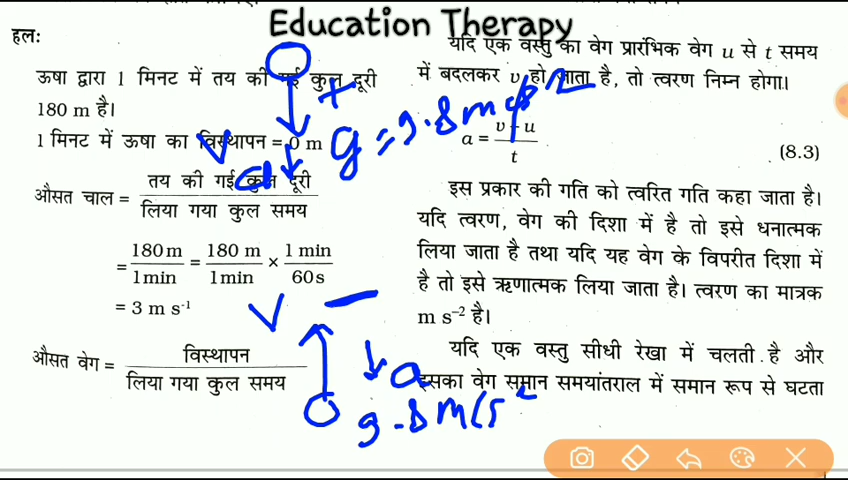 Education Therapy
हल:
ऊषा द्वारा 1 मिनट में तय की गई कुल दूरी
180 m है।
1 मिनट में ऊषा का विस्थापन = 0 m
औसत चाल = तय की गई कुल दूरी / लिया गया कुल समय
= 180 m / 1 min = 180 m / 1 min × 1 min / 60 s
= 3 m s⁻¹
औसत वेग = विस्थापन / लिया गया कुल समय
यदि एक वस्तु का वेग प्रारंभिक वेग u से t समय
में बदलकर v हो जाता है, तो त्वरण निम्न होगा।
a = v - u / t
(8.3)
इस प्रकार की गति को त्वरित गति कहा जाता है।
यदि त्वरण, वेग की दिशा में है तो इसे धनात्मक
लिया जाता है तथा यदि यह वेग के विपरीत दिशा में
है तो इसे ऋणात्मक लिया जाता है। त्वरण का मात्रक
m s⁻² है।
यदि एक वस्तु सीधी रेखा में चलती है और
इसका वेग समान समयांतराल में समान रूप से घटता
+
V
a
g = 9.8 m
V
a
9.8 m/s²